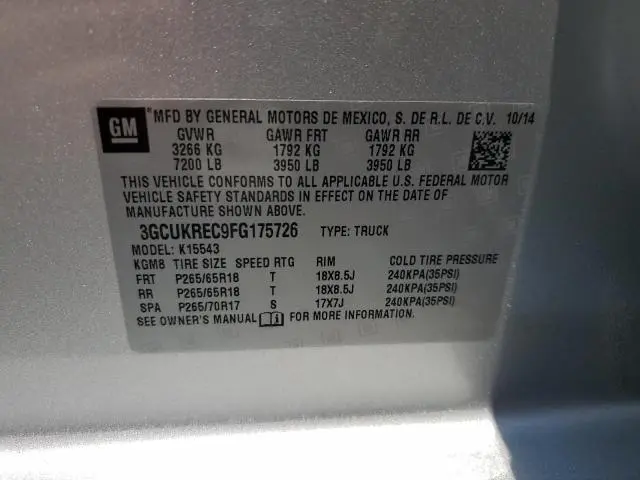 GM
*MFD BY GENERAL MOTORS DE MEXICO, S. DE R.L. DE C.V. 10/14
GVWR GAWR FRT GAWR RR
3266 KG 1792 KG 1792 KG
7200 LB 3950 LB 3950 LB
THIS VEHICLE CONFORMS TO ALL APPLICABLE U.S. FEDERAL MOTOR
VEHICLE SAFETY STANDARDS IN EFFECT ON THE DATE OF
MANUFACTURE SHOWN ABOVE.
3GCUKREC9FG175726 TYPE: TRUCK
MODEL: K15543
KGM8 TIRE SIZE SPEED RTG RIM COLD TIRE PRESSURE
FRT P265/65R18 T 18X8.5J 240KPA(35PSI)
RR P265/65R18 T 18X8.5J 240KPA(35PSI)
SPA P265/70R17 S 17X7J 240KPA(35PSI)
SEE OWNER'S MANUAL FOR MORE INFORMATION.